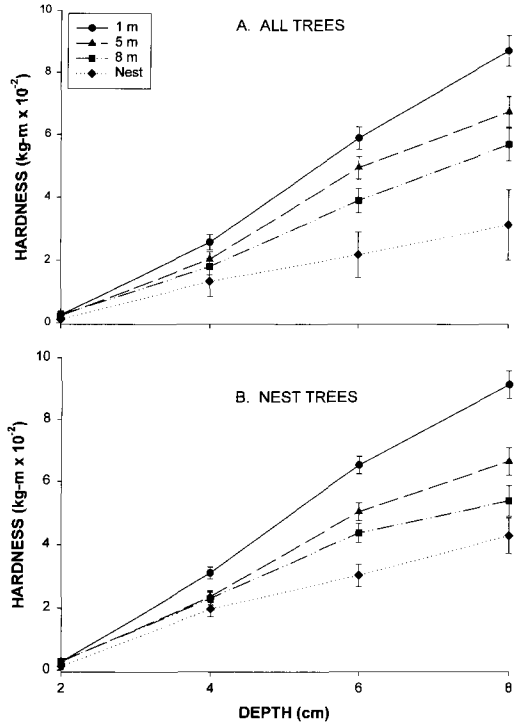 1 m
5 m
8 m
Nest
A. ALL TREES
HARDNESS (kg-m x 10⁻²)
10
8
6
4
2
0
B. NEST TREES
HARDNESS (kg-m x 10⁻²)
10
8
6
4
2
0
2 4 6 8
DEPTH (cm)